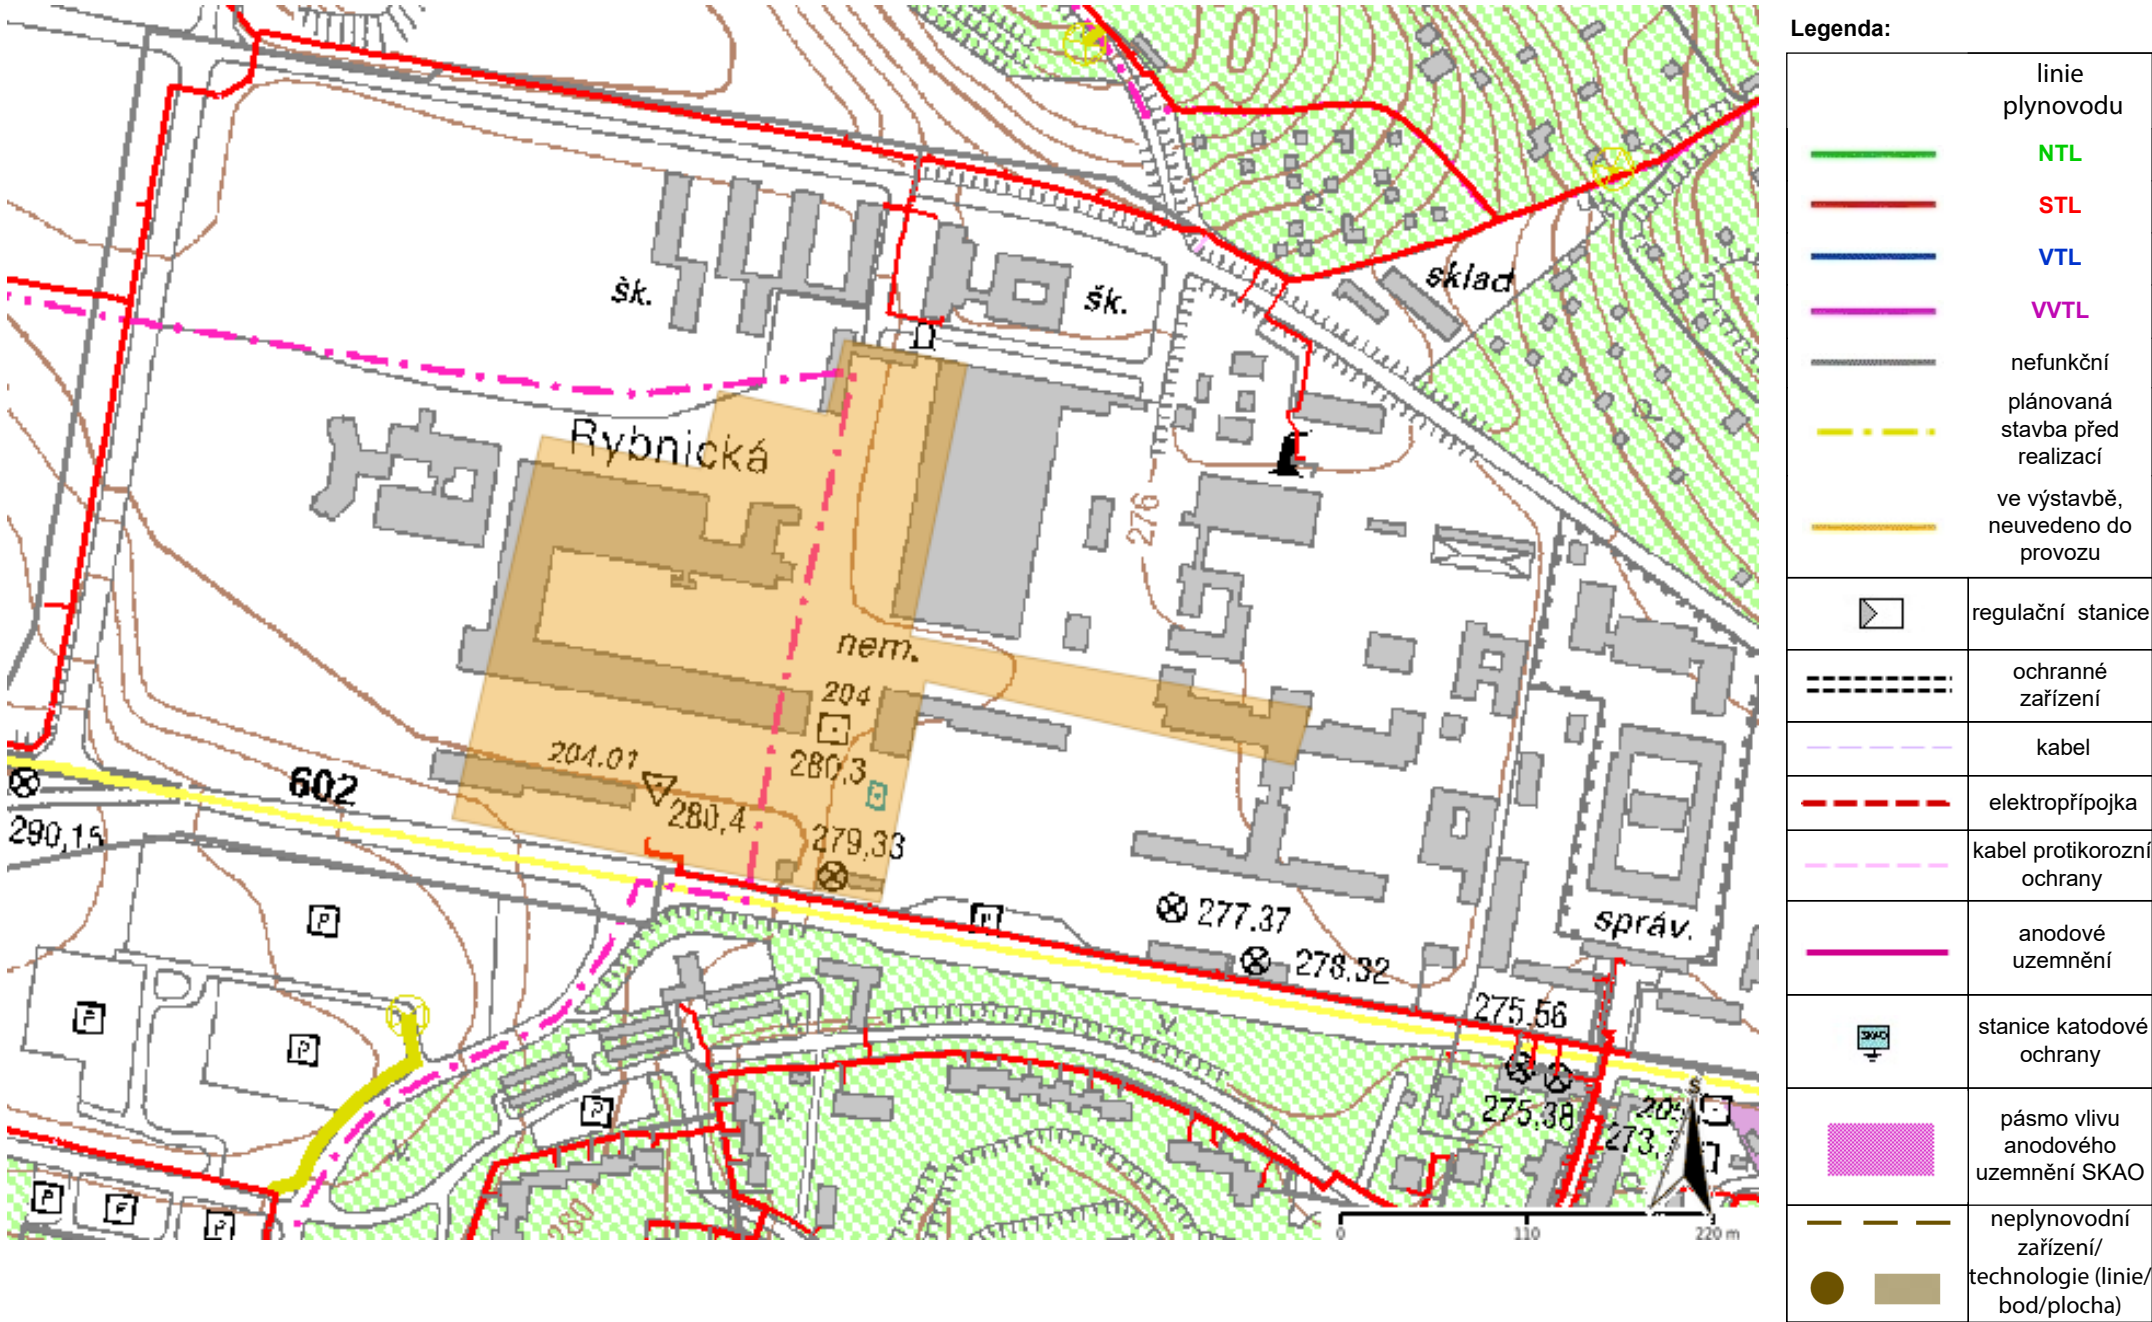 Legenda:
linie
plynovodu
NTL
STL
VTL
VVTL
nefunkční
plánovaná
stavba před
realizací
ve výstavbě,
neuvedeno do
provozu
regulační stanice
ochranné
zařízení
kabel
elektropřípojka
kabel protikorozní
ochrany
anodové
uzemnění
SKAO
stanice katodové
ochrany
pásmo vlivu
anodového
uzemnění SKAO
neplynovodní
zařízení/
technologie (linie/
bod/plocha)
šk.
šk.
sklad
Rybnická
276
nem.
204
280,3
204.01
280,4
279,33
602
290,15
277.37
278.32
správ.
275.56
275,38
273,
280
P
P
P
P
P
P
S
0
110
220 m